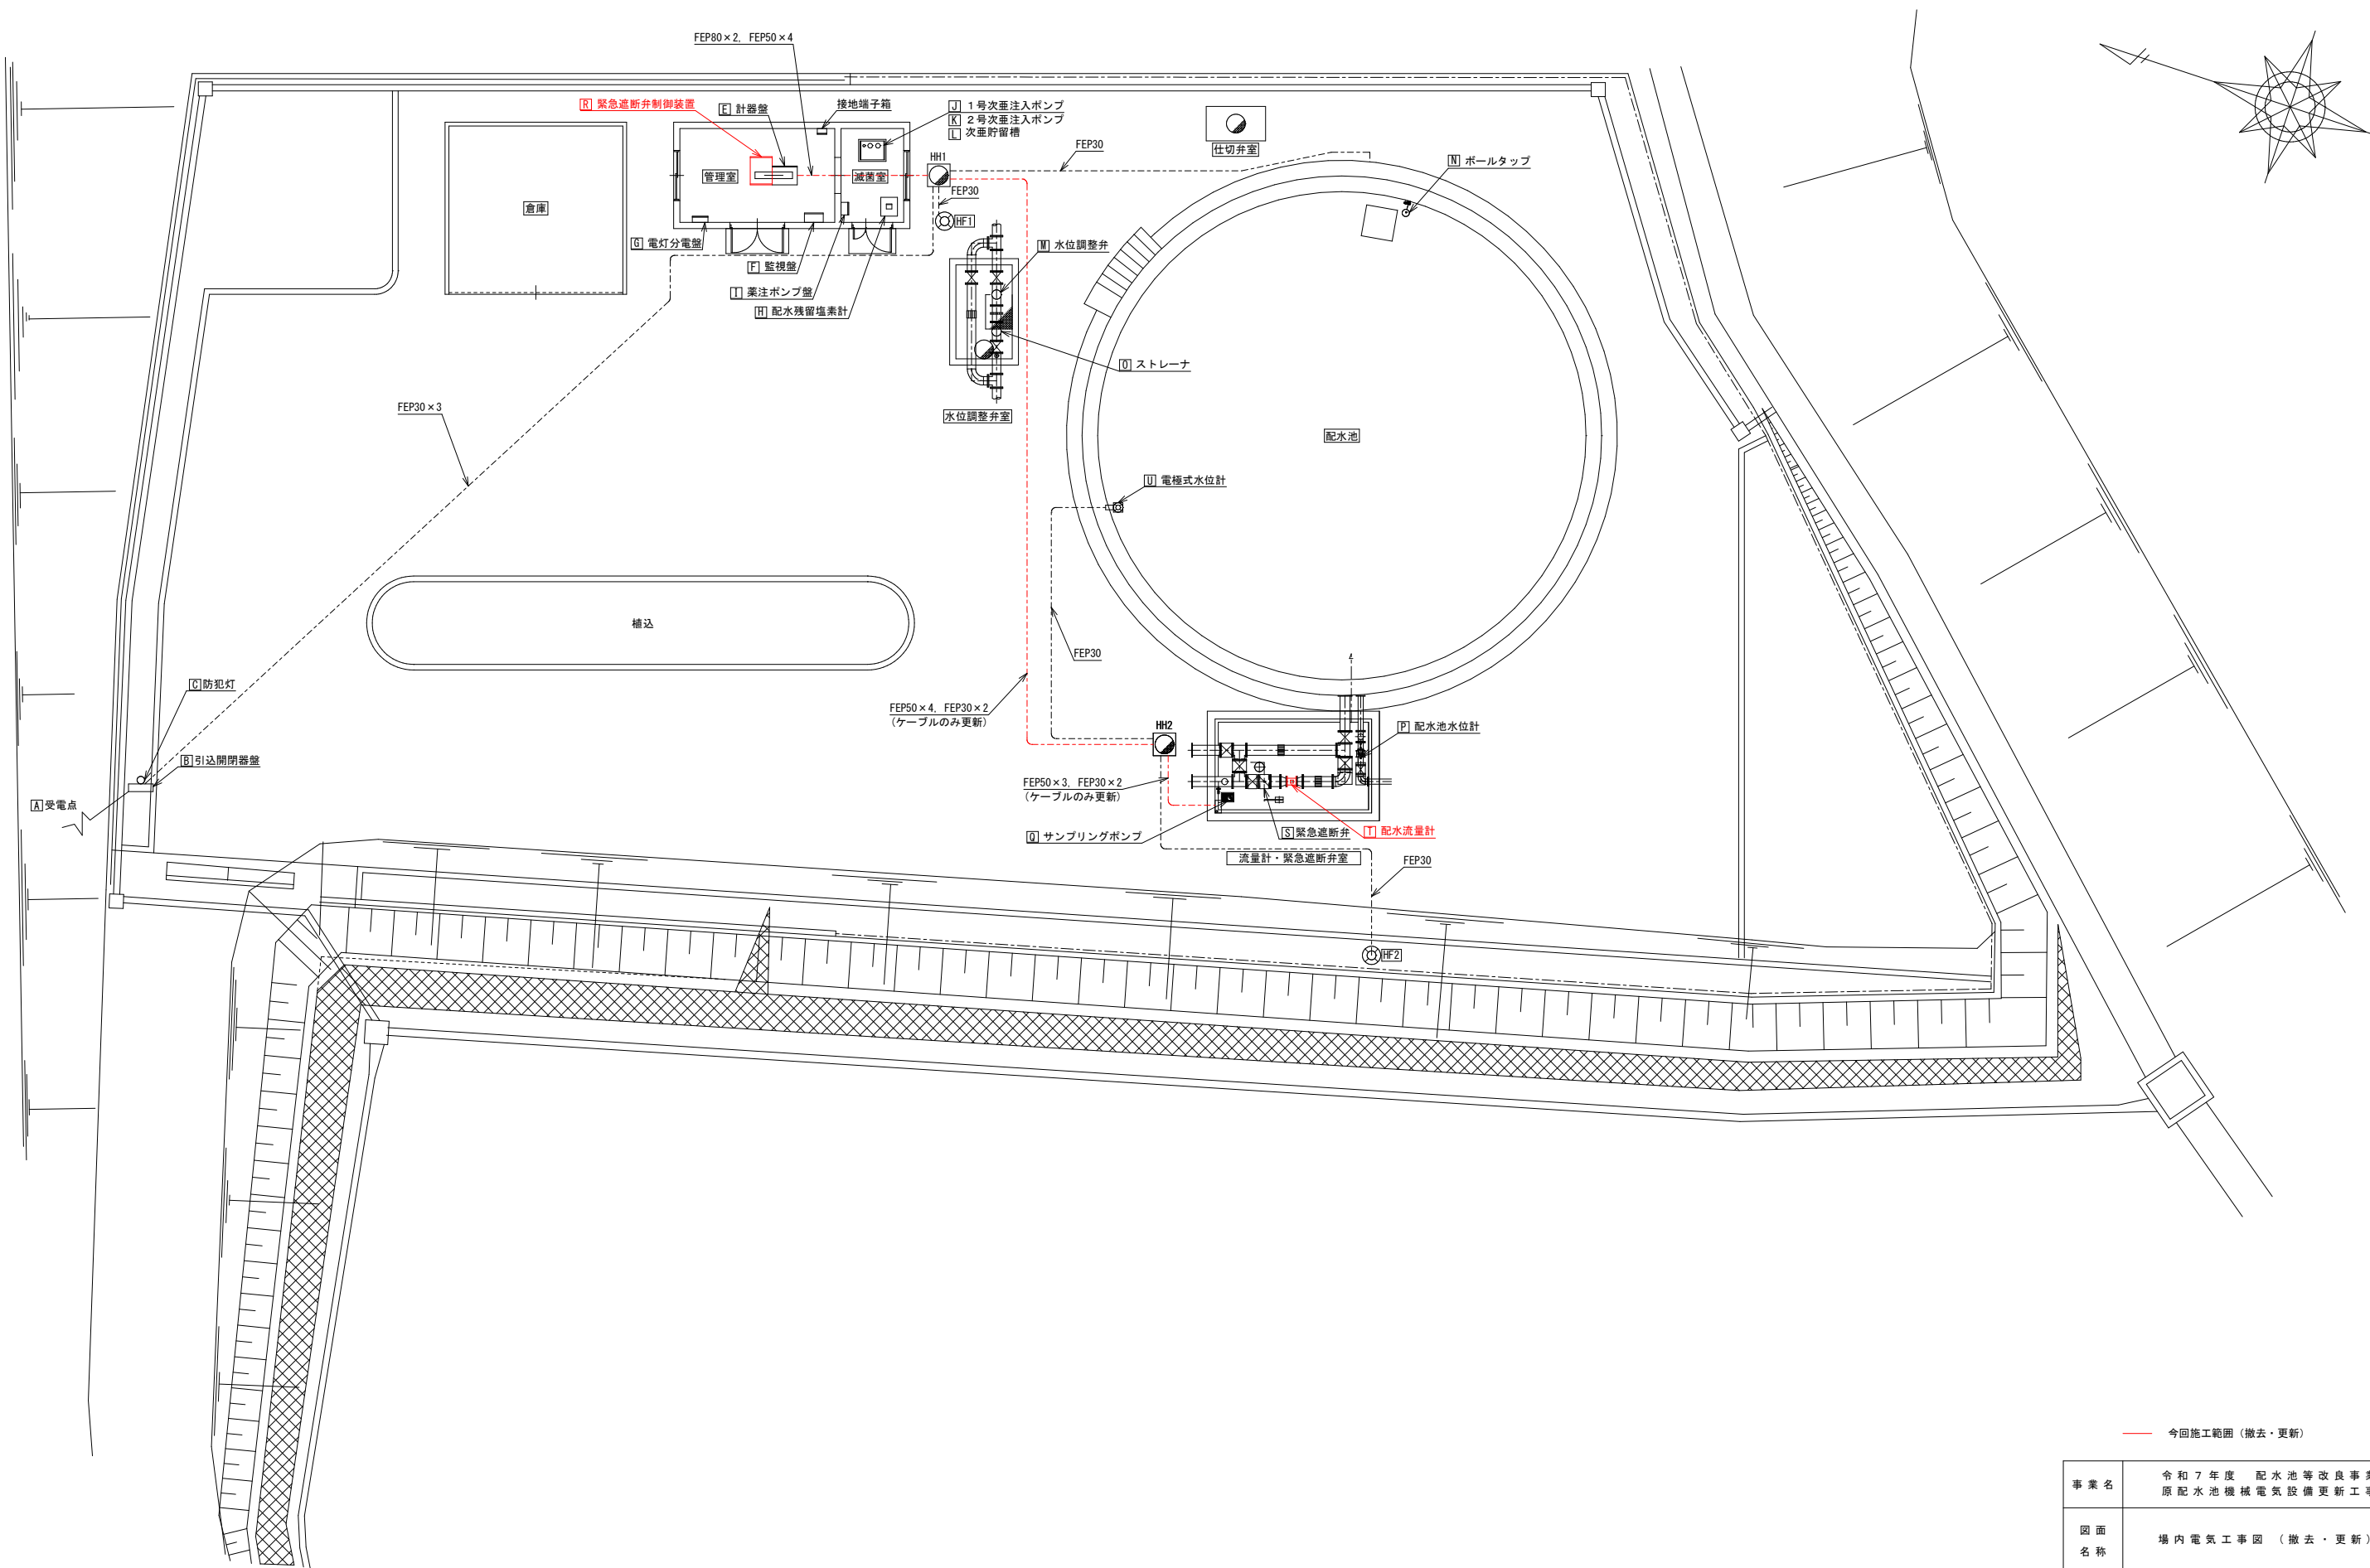 FEP80×2, FEP50×4
R 緊急遮断弁制御装置
E 計器盤
接地端子箱
J 1号次亜注入ポンプ
K 2号次亜注入ポンプ
L 次亜貯留槽
仕切弁室
HH1
FEP30
N ボールタップ
管理室
滅菌室
倉庫
FEP30
HF1
G 電灯分電盤
M 水位調整弁
F 監視盤
I 薬注ポンプ盤
H 配水残留塩素計
O ストレーナ
FEP30×3
水位調整弁室
配水池
U 電極式水位計
植込
FEP30
C 防犯灯
FEP50×4, FEP30×2
(ケーブルのみ更新)
HH2
P 配水池水位計
B 引込開閉器盤
FEP50×3, FEP30×2
(ケーブルのみ更新)
A 受電点
Q サンプリングポンプ
S 緊急遮断弁
T 配水流量計
流量計・緊急遮断弁室
FEP30
HF2
今回施工範囲(撤去・更新)
事業名
令和7年度 配水池等改良事業
原配水池機械電気設備更新工事
図面
名称
場内電気工事図 (撤去・更新)